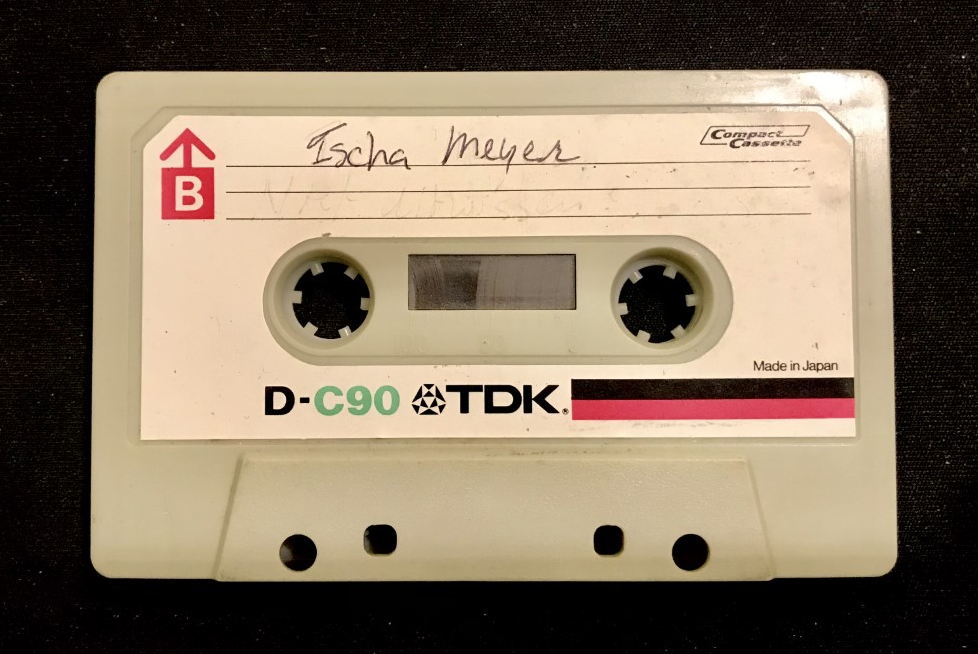 Ischa Meyer
Compact
Cassette
B
Made in Japan
D-C90 TDK®